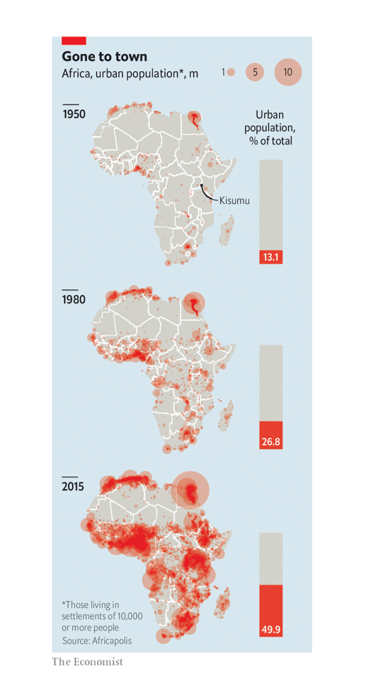 Gone to town
Africa, urban population*, m
1 5 10
1950
Urban
population,
% of total
Kisumu
13.1
1980
26.8
2015
*Those living in
settlements of 10,000
or more people
Source: Africapolis
49.9
The Economist